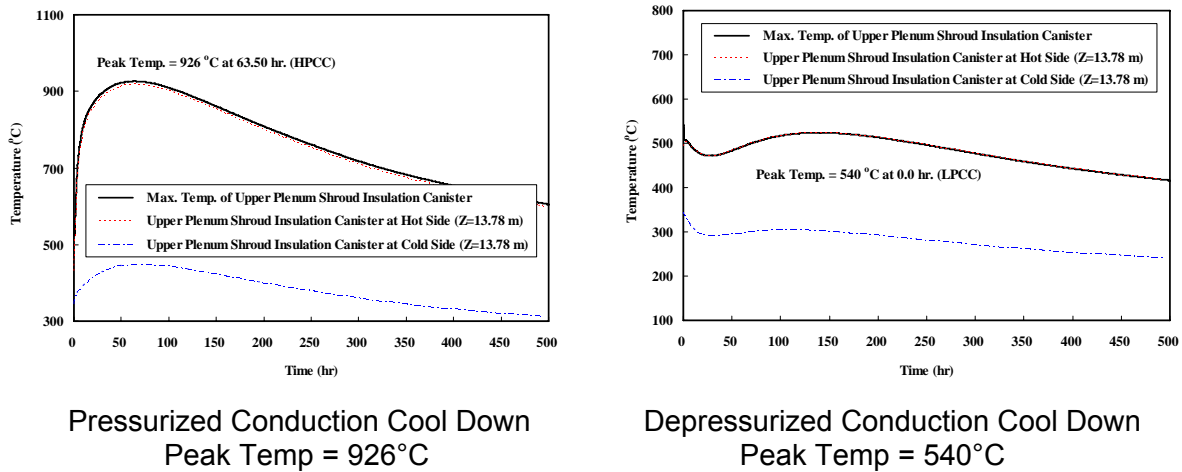 1100
900
700
500
300
Temperature (°C)
Peak Temp. = 926 °C at 63.50 hr. (HPCC)
Max. Temp. of Upper Plenum Shroud Insulation Canister
Upper Plenum Shroud Insulation Canister at Hot Side (Z=13.78 m)
Upper Plenum Shroud Insulation Canister at Cold Side (Z=13.78 m)
0 50 100 150 200 250 300 350 400 450 500
Time (hr)
Pressurized Conduction Cool Down
Peak Temp = 926°C
800
700
600
500
400
300
200
100
Temperature (°C)
Max. Temp. of Upper Plenum Shroud Insulation Canister
Upper Plenum Shroud Insulation Canister at Hot Side (Z=13.78 m)
Upper Plenum Shroud Insulation Canister at Cold Side (Z=13.78 m)
Peak Temp. = 540 °C at 0.0 hr. (LPCC)
0 50 100 150 200 250 300 350 400 450 500
Time (hr)
Depressurized Conduction Cool Down
Peak Temp = 540°C